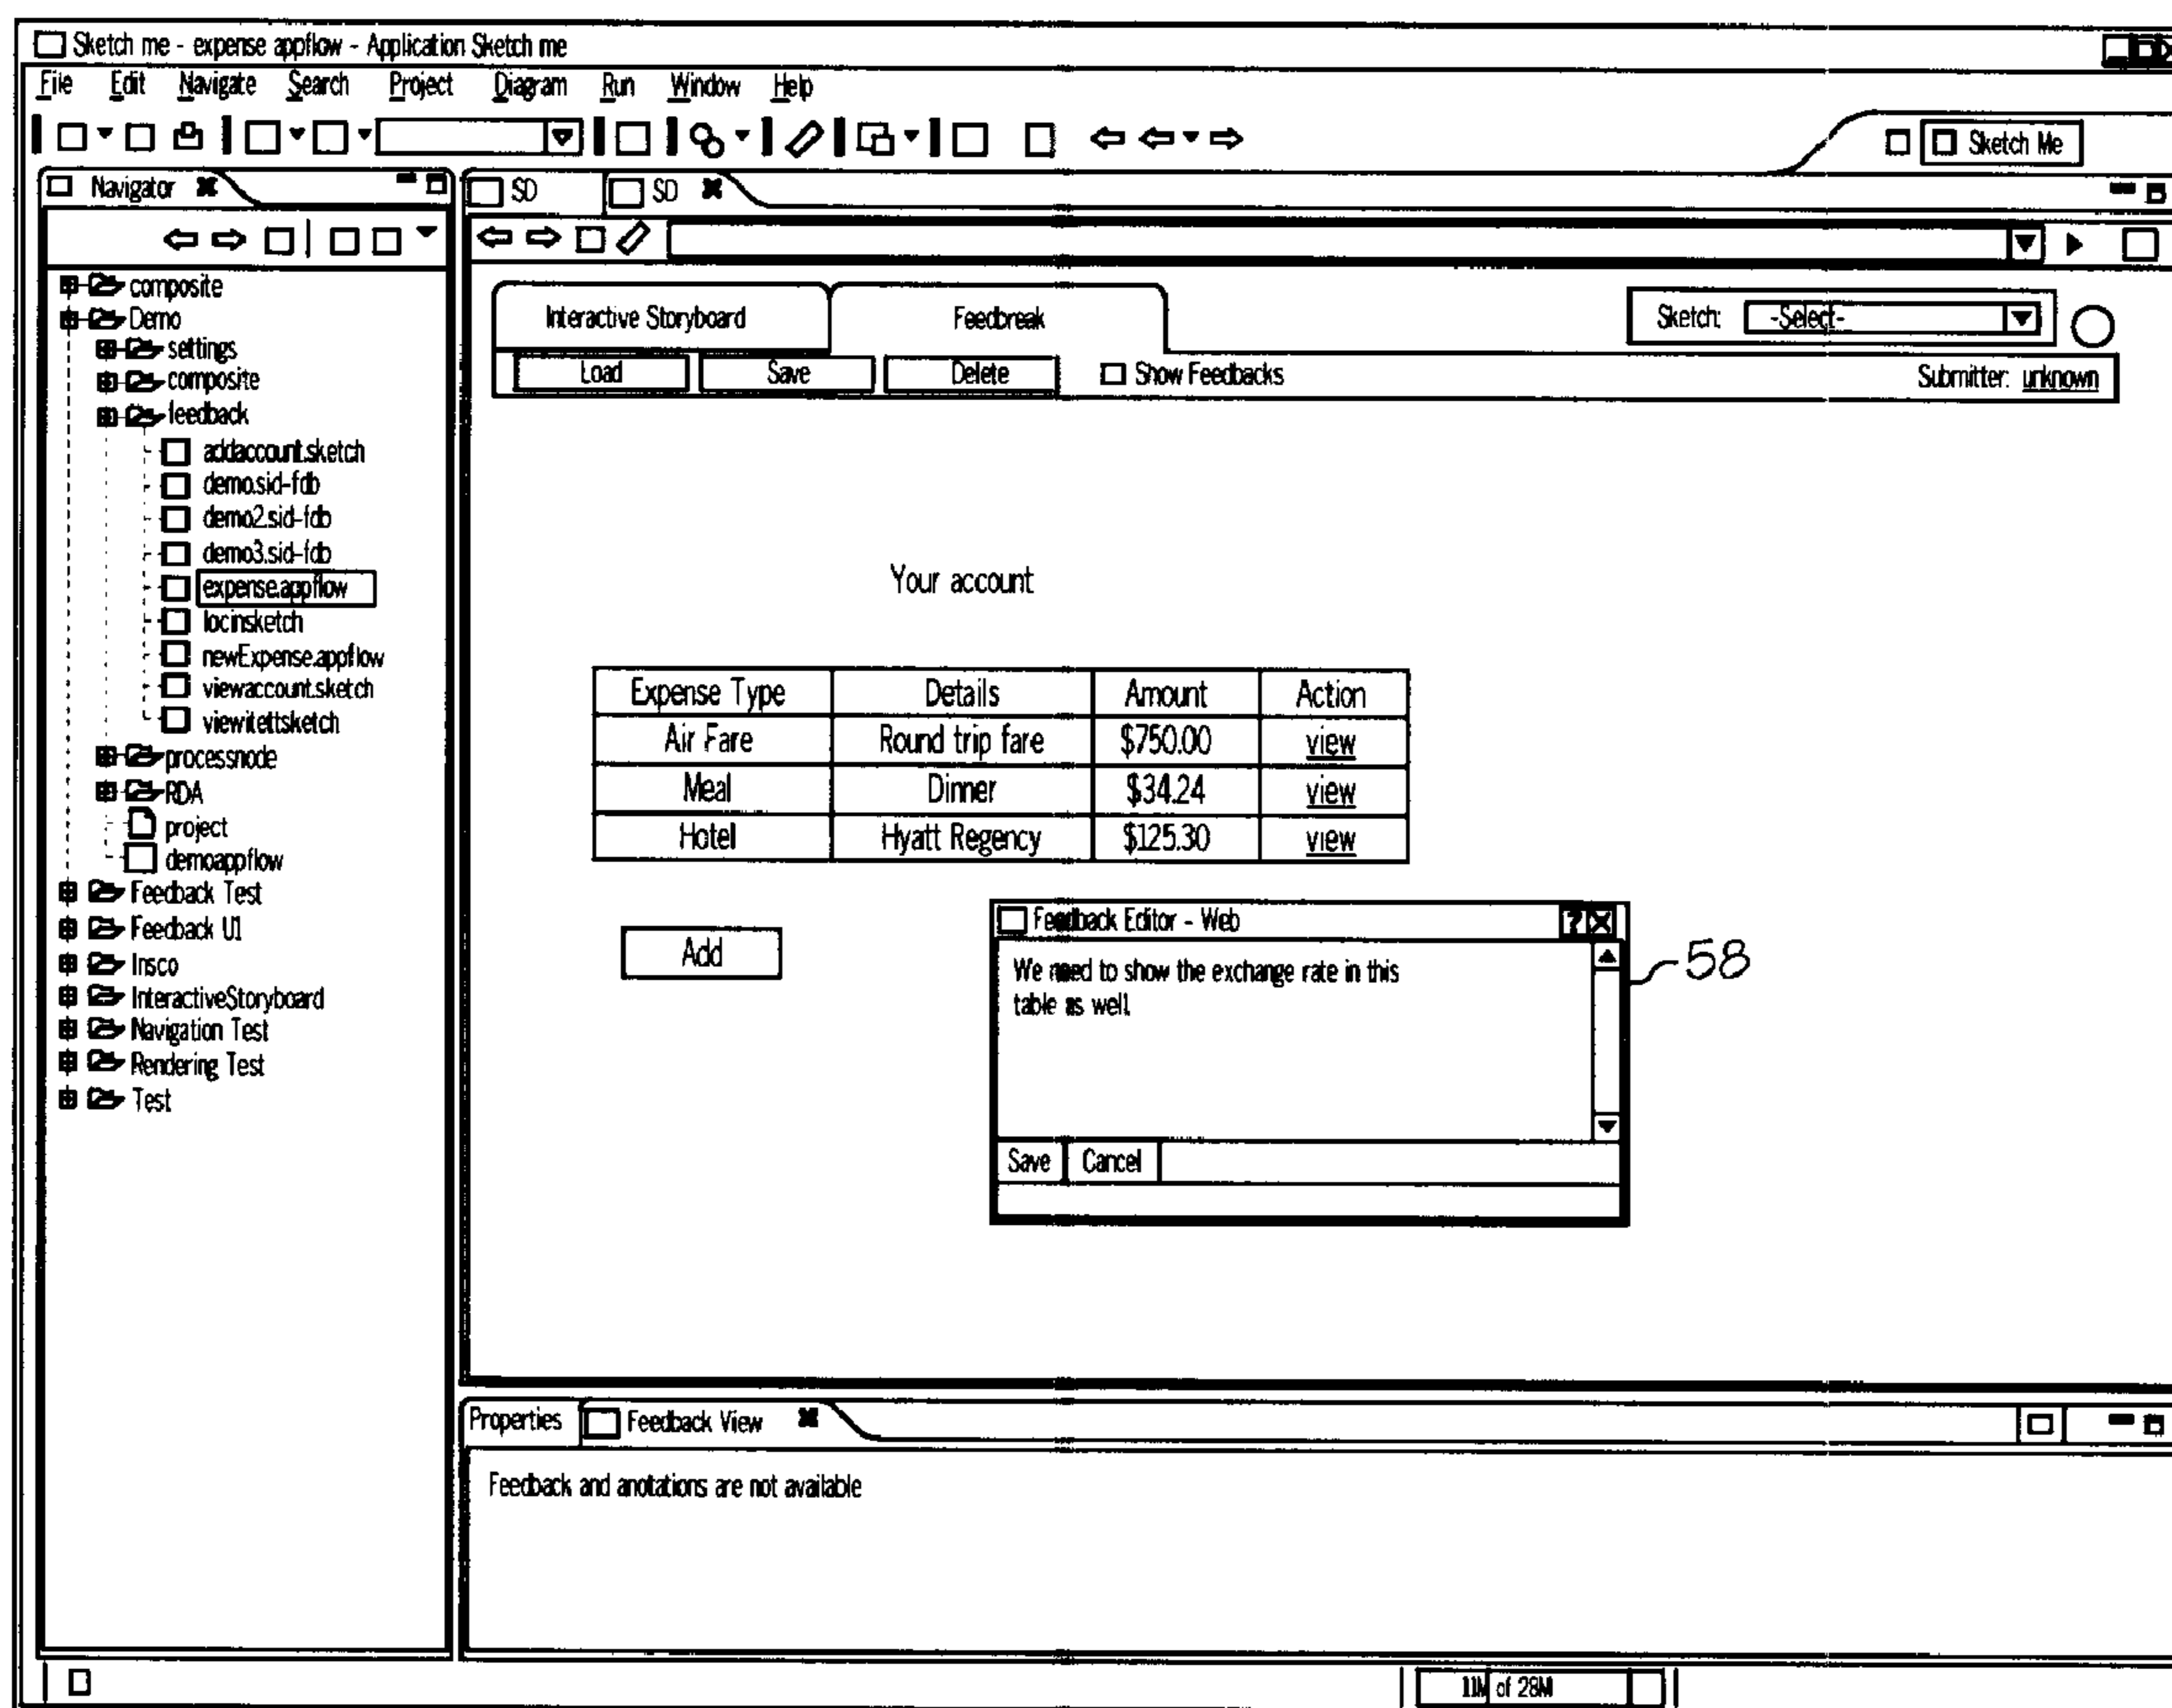 Sketch me - expense appflow - Application Sketch me
File Edit Navigate Search Project Diagram Run Window Help
Sketch Me
Navigator
SD
SD
composite
Demo
settings
composite
feedback
addaccount.sketch
demo.sid-fdb
demo2.sid-fdb
demo3.sid-fdb
expense.appflow
locinsketch
newExpense.appflow
viewaccount.sketch
viewitettsketch
processnode
RDA
project
demoappflow
Feedback Test
Feedback UI
Insco
InteractiveStoryboard
Navigation Test
Rendering Test
Test
Interactive Storyboard
Feedbreak
Sketch: -Select-
Load Save Delete Show Feedbacks
Submitter: unknown
Your account
Expense Type Details Amount Action
Air Fare Round trip fare $750.00 view
Meal Dinner $34.24 view
Hotel Hyatt Regency $125.30 view
Add
Feedback Editor - Web
?
We need to show the exchange rate in this
table as well.
Save Cancel
58
Properties Feedback View
Feedback and anotations are not available
11M of 28M